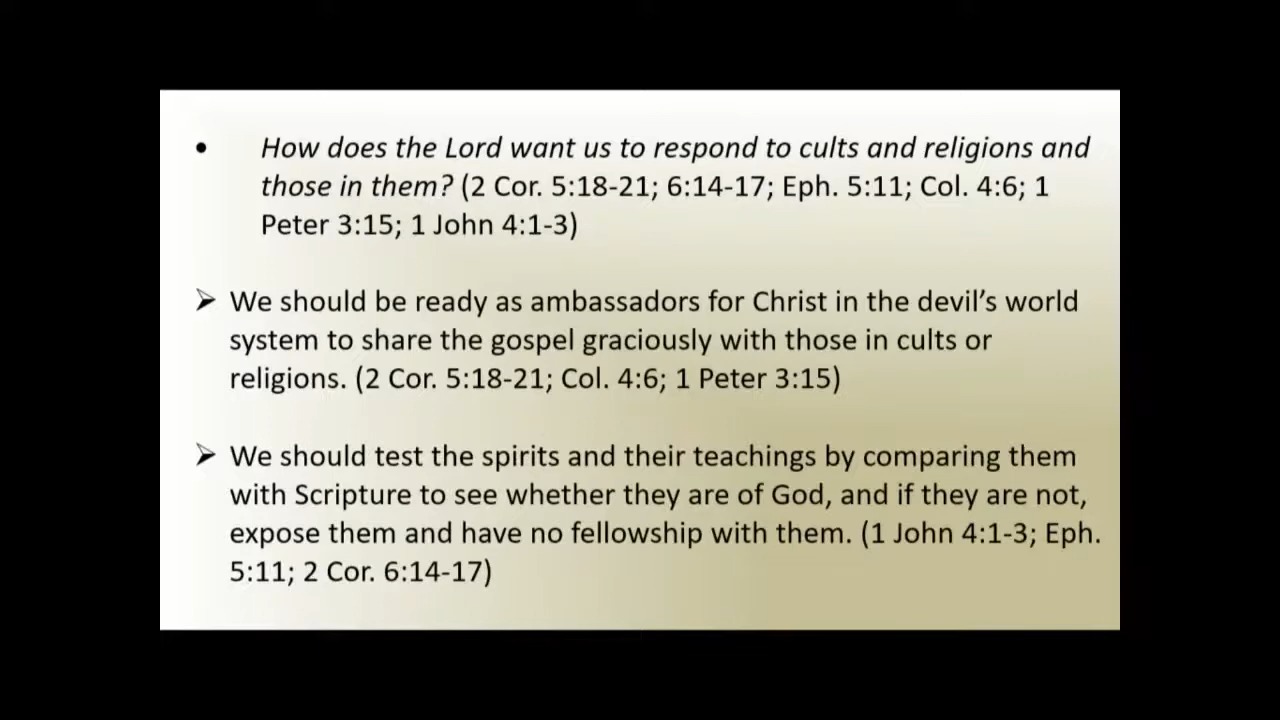 • How does the Lord want us to respond to cults and religions and
those in them? (2 Cor. 5:18-21; 6:14-17; Eph. 5:11; Col. 4:6; 1
Peter 3:15; 1 John 4:1-3)
➢ We should be ready as ambassadors for Christ in the devil’s world
system to share the gospel graciously with those in cults or
religions. (2 Cor. 5:18-21; Col. 4:6; 1 Peter 3:15)
➢ We should test the spirits and their teachings by comparing them
with Scripture to see whether they are of God, and if they are not,
expose them and have no fellowship with them. (1 John 4:1-3; Eph.
5:11; 2 Cor. 6:14-17)